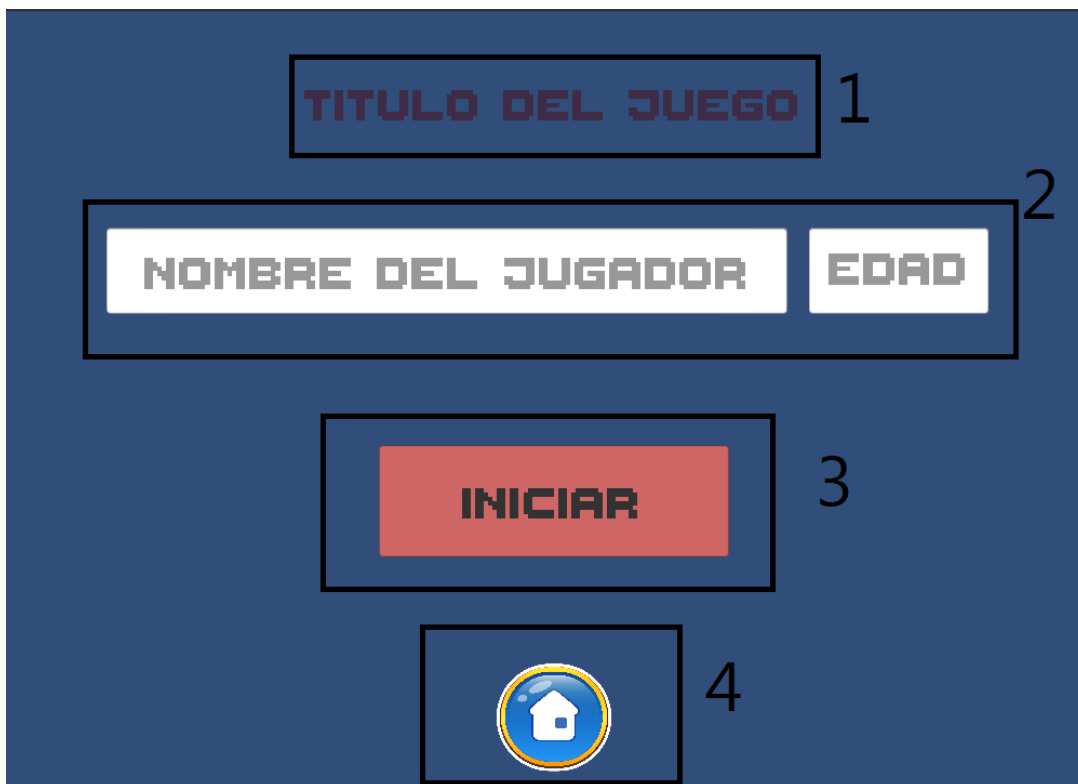 TITULO DEL JUEGO
1
2
NOMBRE DEL JUGADOR
EDAD
INICIAR
3
4